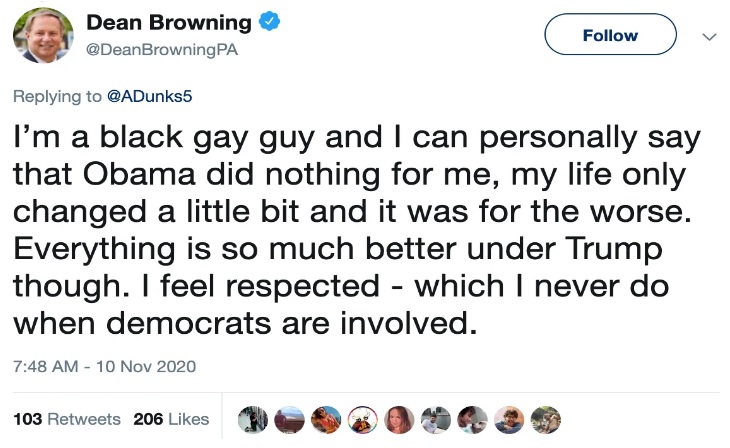 Dean Browning
@DeanBrowningPA
Follow
Replying to @ADunks5
I’m a black gay guy and I can personally say
that Obama did nothing for me, my life only
changed a little bit and it was for the worse.
Everything is so much better under Trump
though. I feel respected - which I never do
when democrats are involved.
7:48 AM - 10 Nov 2020
103 Retweets 206 Likes